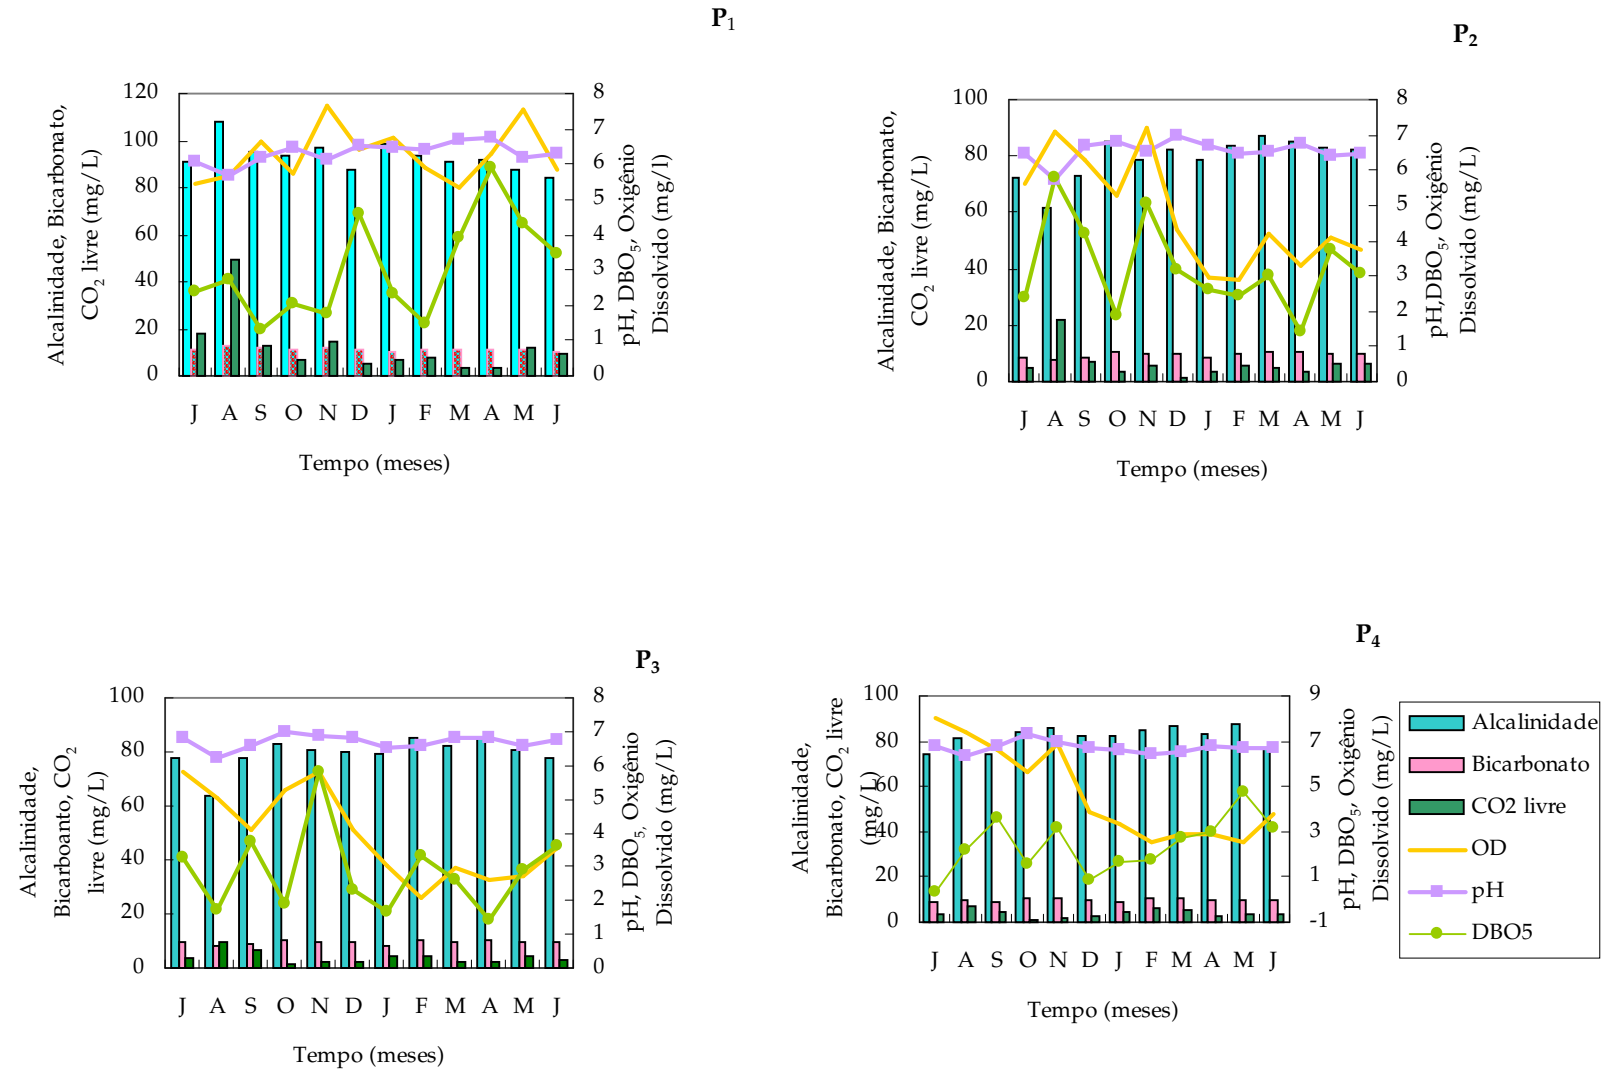 P1
Alcalinidade, Bicarbonato,
CO2 livre (mg/L)
120
100
80
60
40
20
0
8
7
6
5
4
3
2
1
0
pH, DBO5, Oxigênio
Dissolvido (mg/l)
J A S O N D J F M A M J
Tempo (meses)
P2
Alcalinidade, Bicarbonato,
CO2 livre (mg/L)
100
80
60
40
20
0
8
7
6
5
4
3
2
1
0
pH,DBO5, Oxigênio
Dissolvido (mg/L)
J A S O N D J F M A M J
Tempo (meses)
P3
Alcalinidade,
Bicarboanto, CO2
livre (mg/L)
100
80
60
40
20
0
8
7
6
5
4
3
2
1
0
pH, DBO5, Oxigênio
Dissolvido (mg/L)
J A S O N D J F M A M J
Tempo (meses)
P4
Alcalinidade,
Bicarbonato, CO2 livre
(mg/L)
100
80
60
40
20
0
9
7
5
3
1
-1
pH, DBO5, Oxigênio
Dissolvido (mg/L)
J A S O N D J F M A M J
Tempo (meses)
Alcalinidade
Bicarbonato
CO2 livre
OD
pH
DBO5